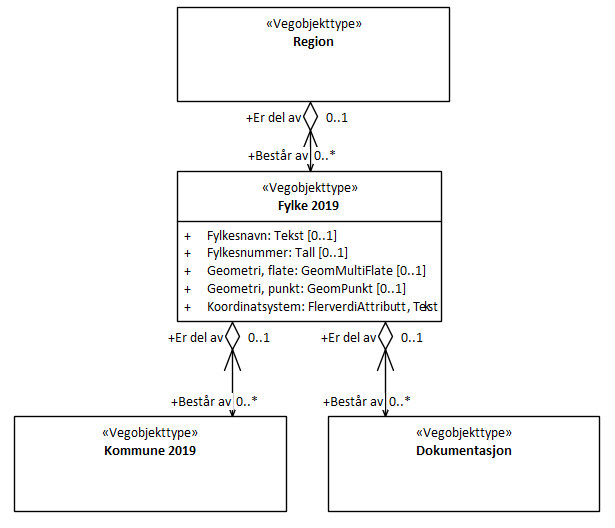 «Vegobjekttype»
Region
+Er del av 0..1
+Består av 0..*
«Vegobjekttype»
Fylke 2019
+ Fylkesnavn: Tekst [0..1]
+ Fylkesnummer: Tall [0..1]
+ Geometri, flate: GeomMultiFlate [0..1]
+ Geometri, punkt: GeomPunkt [0..1]
+ Koordinatsystem: FlerverdiAttributt, Tekst
+Er del av 0..1 +Er del av 0..1
+Består av 0..* +Består av 0..*
«Vegobjekttype» «Vegobjekttype»
Kommune 2019 Dokumentasjon